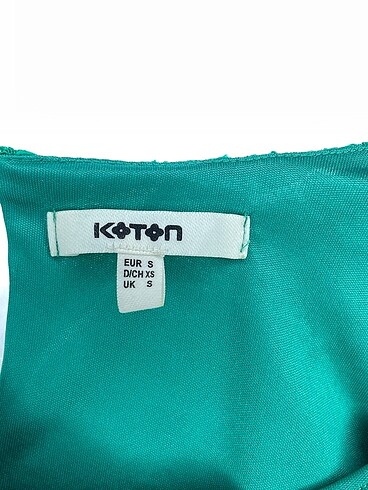 KOTON
EUR S
D/CH XS
UK S